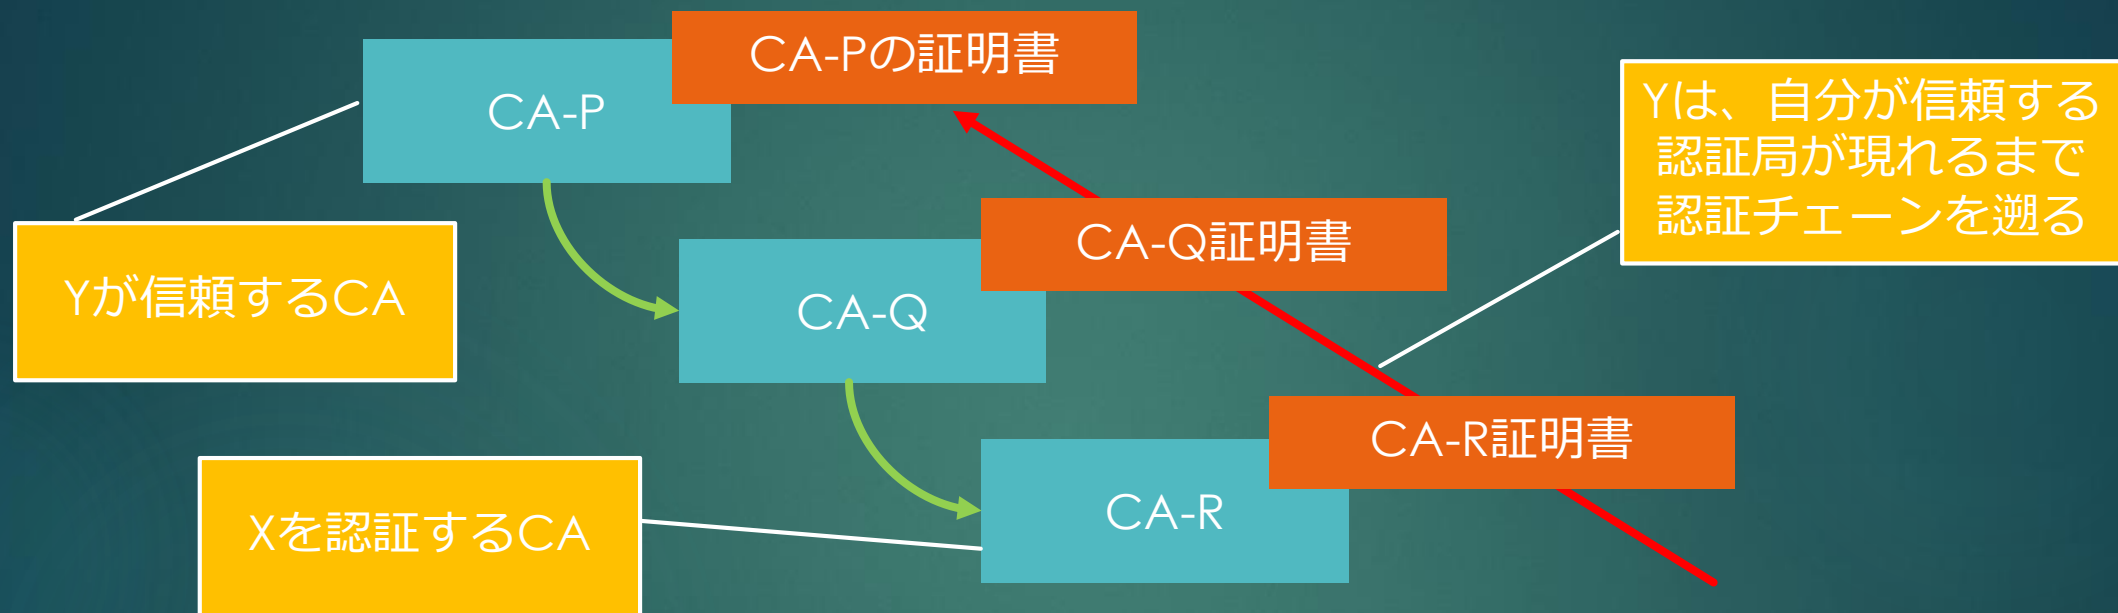 CA-Pの証明書
CA-P
Yは、自分が信頼する
認証局が現れるまで
認証チェーンを遡る
CA-Q証明書
Yが信頼するCA
CA-Q
CA-R証明書
CA-R
Xを認証するCA